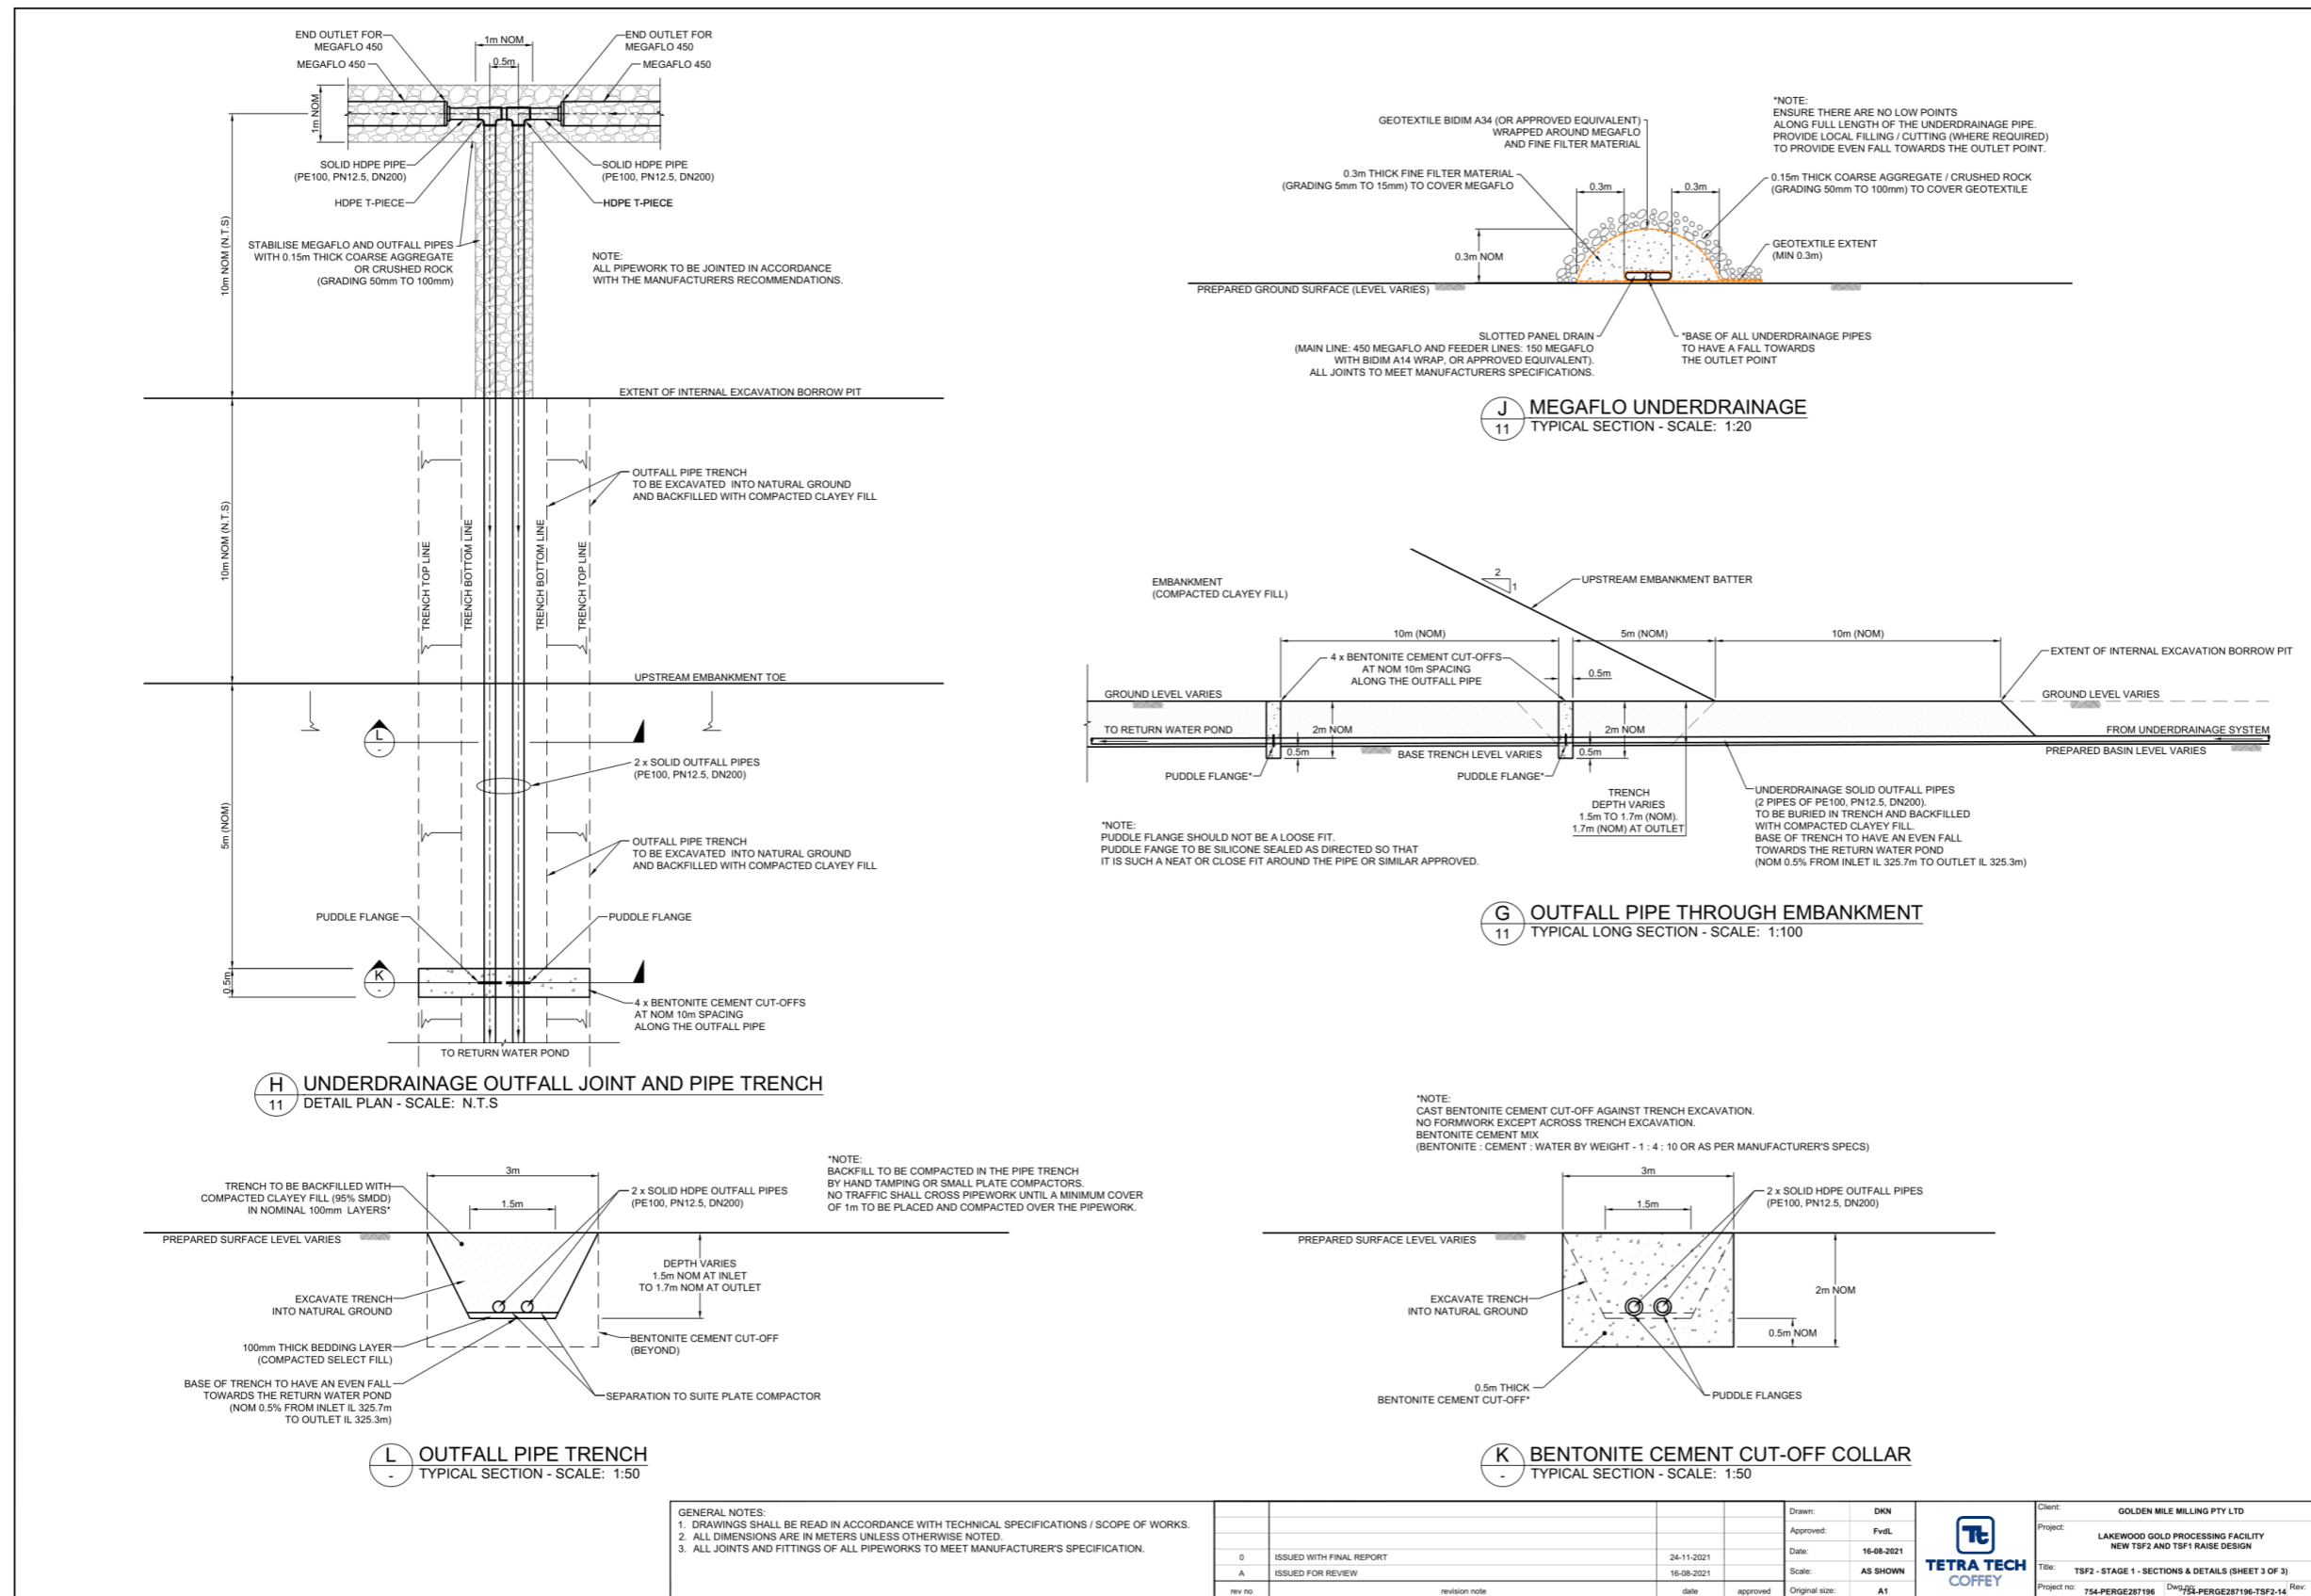 END OUTLET FOR
MEGAFLO 450
MEGAFLO 450
1m NOM
0.5m
END OUTLET FOR
MEGAFLO 450
MEGAFLO 450
1m NOM
SOLID HDPE PIPE
(PE100, PN12.5, DN200)
SOLID HDPE PIPE
(PE100, PN12.5, DN200)
HDPE T-PIECE
HDPE T-PIECE
10m NOM (N.T.S)
STABILISE MEGAFLO AND OUTFALL PIPES
WITH 0.15m THICK COARSE AGGREGATE
OR CRUSHED ROCK
(GRADING 50mm TO 100mm)
NOTE:
ALL PIPEWORK TO BE JOINTED IN ACCORDANCE
WITH THE MANUFACTURERS RECOMMENDATIONS.
EXTENT OF INTERNAL EXCAVATION BORROW PIT
OUTFALL PIPE TRENCH
TO BE EXCAVATED INTO NATURAL GROUND
AND BACKFILLED WITH COMPACTED CLAYEY FILL
10m NOM (N.T.S)
TRENCH TOP LINE
TRENCH BOTTOM LINE
TRENCH BOTTOM LINE
TRENCH TOP LINE
UPSTREAM EMBANKMENT TOE
L
-
2 x SOLID OUTFALL PIPES
(PE100, PN12.5, DN200)
5m (NOM)
OUTFALL PIPE TRENCH
TO BE EXCAVATED INTO NATURAL GROUND
AND BACKFILLED WITH COMPACTED CLAYEY FILL
PUDDLE FLANGE
PUDDLE FLANGE
K
-
0.5m
4 x BENTONITE CEMENT CUT-OFFS
AT NOM 10m SPACING
ALONG THE OUTFALL PIPE
TO RETURN WATER POND
H
11
UNDERDRAINAGE OUTFALL JOINT AND PIPE TRENCH
DETAIL PLAN - SCALE: N.T.S
*NOTE:
ENSURE THERE ARE NO LOW POINTS
ALONG FULL LENGTH OF THE UNDERDRAINAGE PIPE.
PROVIDE LOCAL FILLING / CUTTING (WHERE REQUIRED)
TO PROVIDE EVEN FALL TOWARDS THE OUTLET POINT.
GEOTEXTILE BIDIM A34 (OR APPROVED EQUIVALENT)
WRAPPED AROUND MEGAFLO
AND FINE FILTER MATERIAL
0.3m THICK FINE FILTER MATERIAL
(GRADING 5mm TO 15mm) TO COVER MEGAFLO
0.3m
0.3m
0.15m THICK COARSE AGGREGATE / CRUSHED ROCK
(GRADING 50mm TO 100mm) TO COVER GEOTEXTILE
0.3m NOM
GEOTEXTILE EXTENT
(MIN 0.3m)
PREPARED GROUND SURFACE (LEVEL VARIES)
SLOTTED PANEL DRAIN
(MAIN LINE: 450 MEGAFLO AND FEEDER LINES: 150 MEGAFLO
WITH BIDIM A14 WRAP, OR APPROVED EQUIVALENT).
ALL JOINTS TO MEET MANUFACTURERS SPECIFICATIONS.
*BASE OF ALL UNDERDRAINAGE PIPES
TO HAVE A FALL TOWARDS
THE OUTLET POINT
J
11
MEGAFLO UNDERDRAINAGE
TYPICAL SECTION - SCALE: 1:20
EMBANKMENT
(COMPACTED CLAYEY FILL)
2
1
UPSTREAM EMBANKMENT BATTER
10m (NOM)
5m (NOM)
10m (NOM)
4 x BENTONITE CEMENT CUT-OFFS
AT NOM 10m SPACING
ALONG THE OUTFALL PIPE
0.5m
EXTENT OF INTERNAL EXCAVATION BORROW PIT
GROUND LEVEL VARIES
GROUND LEVEL VARIES
TO RETURN WATER POND
2m NOM
2m NOM
FROM UNDERDRAINAGE SYSTEM
0.5m
BASE TRENCH LEVEL VARIES
0.5m
PREPARED BASIN LEVEL VARIES
PUDDLE FLANGE*
PUDDLE FLANGE*
TRENCH
DEPTH VARIES
1.5m TO 1.7m (NOM).
1.7m (NOM) AT OUTLET
UNDERDRAINAGE SOLID OUTFALL PIPES
(2 PIPES OF PE100, PN12.5, DN200).
TO BE BURIED IN TRENCH AND BACKFILLED
WITH COMPACTED CLAYEY FILL.
BASE OF TRENCH TO HAVE AN EVEN FALL
TOWARDS THE RETURN WATER POND
(NOM 0.5% FROM INLET IL 325.7m TO OUTLET IL 325.3m)
*NOTE:
PUDDLE FLANGE SHOULD NOT BE A LOOSE FIT.
PUDDLE FANGE TO BE SILICONE SEALED AS DIRECTED SO THAT
IT IS SUCH A NEAT OR CLOSE FIT AROUND THE PIPE OR SIMILAR APPROVED.
G
11
OUTFALL PIPE THROUGH EMBANKMENT
TYPICAL LONG SECTION - SCALE: 1:100
TRENCH TO BE BACKFILLED WITH
COMPACTED CLAYEY FILL (95% SMDD)
IN NOMINAL 100mm LAYERS*
3m
1.5m
2 x SOLID HDPE OUTFALL PIPES
(PE100, PN12.5, DN200)
*NOTE:
BACKFILL TO BE COMPACTED IN THE PIPE TRENCH
BY HAND TAMPING OR SMALL PLATE COMPACTORS.
NO TRAFFIC SHALL CROSS PIPEWORK UNTIL A MINIMUM COVER
OF 1m TO BE PLACED AND COMPACTED OVER THE PIPEWORK.
PREPARED SURFACE LEVEL VARIES
DEPTH VARIES
1.5m NOM AT INLET
TO 1.7m NOM AT OUTLET
EXCAVATE TRENCH
INTO NATURAL GROUND
100mm THICK BEDDING LAYER
(COMPACTED SELECT FILL)
BENTONITE CEMENT CUT-OFF
(BEYOND)
BASE OF TRENCH TO HAVE AN EVEN FALL
TOWARDS THE RETURN WATER POND
(NOM 0.5% FROM INLET IL 325.7m
TO OUTLET IL 325.3m)
SEPARATION TO SUITE PLATE COMPACTOR
L
-
OUTFALL PIPE TRENCH
TYPICAL SECTION - SCALE: 1:50
*NOTE:
CAST BENTONITE CEMENT CUT-OFF AGAINST TRENCH EXCAVATION.
NO FORMWORK EXCEPT ACROSS TRENCH EXCAVATION.
BENTONITE CEMENT MIX
(BENTONITE : CEMENT : WATER BY WEIGHT - 1 : 4 : 10 OR AS PER MANUFACTURER'S SPECS)
3m
1.5m
2 x SOLID HDPE OUTFALL PIPES
(PE100, PN12.5, DN200)
PREPARED SURFACE LEVEL VARIES
EXCAVATE TRENCH
INTO NATURAL GROUND
2m NOM
0.5m NOM
0.5m THICK
BENTONITE CEMENT CUT-OFF*
PUDDLE FLANGES
K
-
BENTONITE CEMENT CUT-OFF COLLAR
TYPICAL SECTION - SCALE: 1:50
GENERAL NOTES:
1. DRAWINGS SHALL BE READ IN ACCORDANCE WITH TECHNICAL SPECIFICATIONS / SCOPE OF WORKS.
2. ALL DIMENSIONS ARE IN METERS UNLESS OTHERWISE NOTED.
3. ALL JOINTS AND FITTINGS OF ALL PIPEWORKS TO MEET MANUFACTURER'S SPECIFICATION.
0 ISSUED WITH FINAL REPORT 24-11-2021
A ISSUED FOR REVIEW 16-08-2021
rev no revision note date approved
Drawn: DKN
Approved: FvdL
Date: 16-08-2021
Scale: AS SHOWN
Original size: A1
Tt
TETRA TECH
COFFEY
Client: GOLDEN MILE MILLING PTY LTD
Project:
LAKEWOOD GOLD PROCESSING FACILITY
NEW TSF2 AND TSF1 RAISE DESIGN
Title: TSF2 - STAGE 1 - SECTIONS & DETAILS (SHEET 3 OF 3)
Project no: 754-PERGE287196 Dwg no: 754-PERGE287196-TSF2-14 Rev: